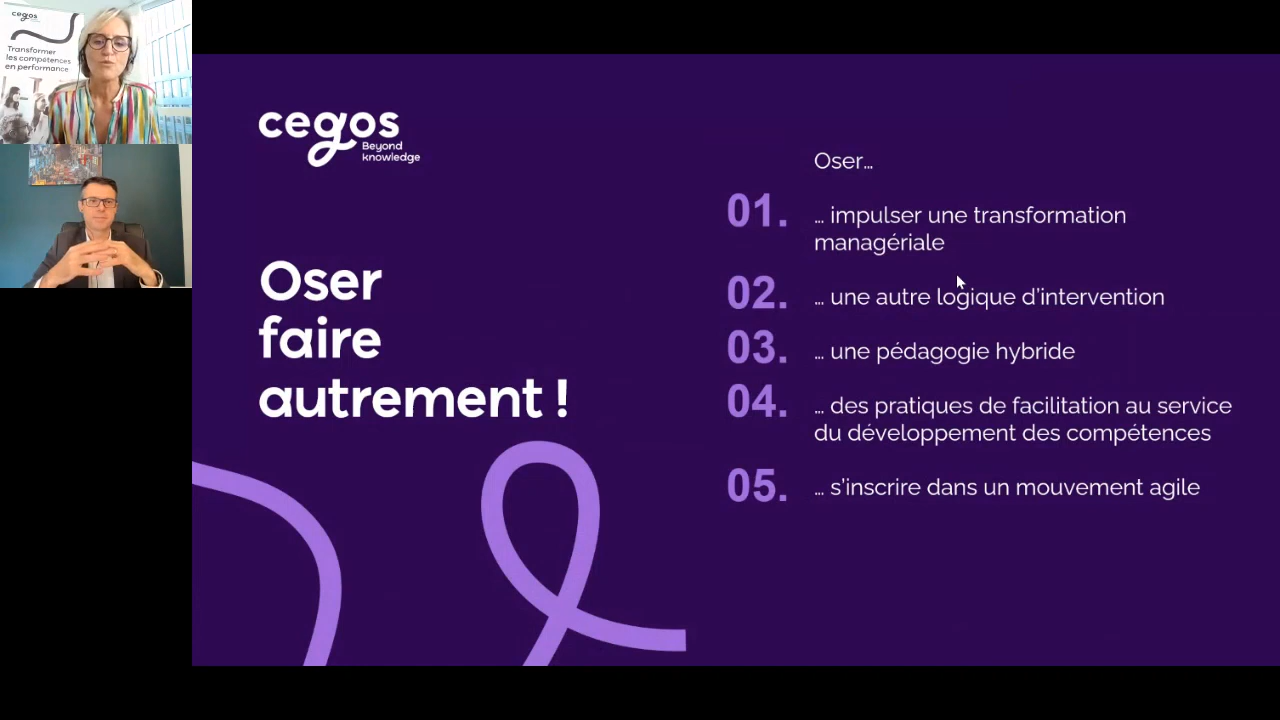 cegos
Transformer
les compétences
en performance
cegos
Beyond
knowledge
Oser
faire
autrement !
Oser…
01.
… impulser une transformation
managériale
02.
… une autre logique d'intervention
03.
… une pédagogie hybride
04.
… des pratiques de facilitation au service
du développement des compétences
05.
… s'inscrire dans un mouvement agile